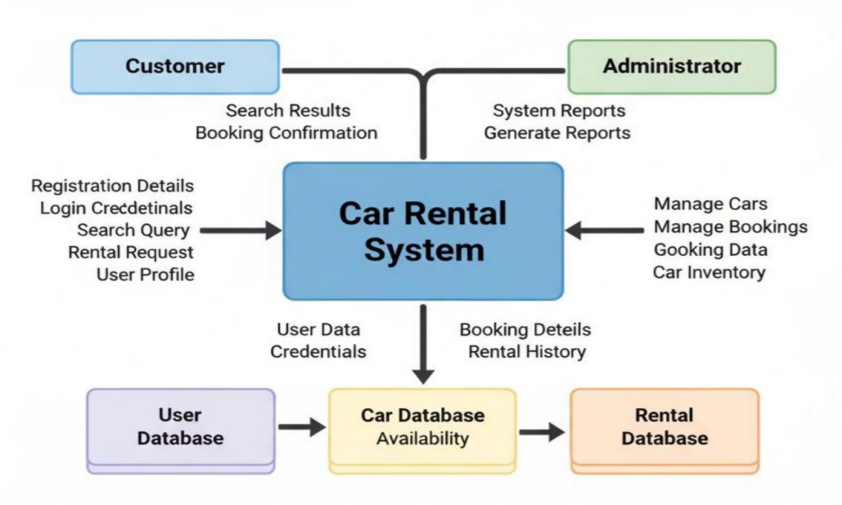 Customer
Administrator
Search Results
Booking Confirmation
System Reports
Generate Reports
Registration Details
Login Crecdetinals
Search Query
Rental Request
User Profile
Car Rental
System
Manage Cars
Manage Bookings
Gooking Data
Car Inventory
User Data
Credentials
Booking Deteils
Rental History
User
Database
Car Database
Availability
Rental
Database